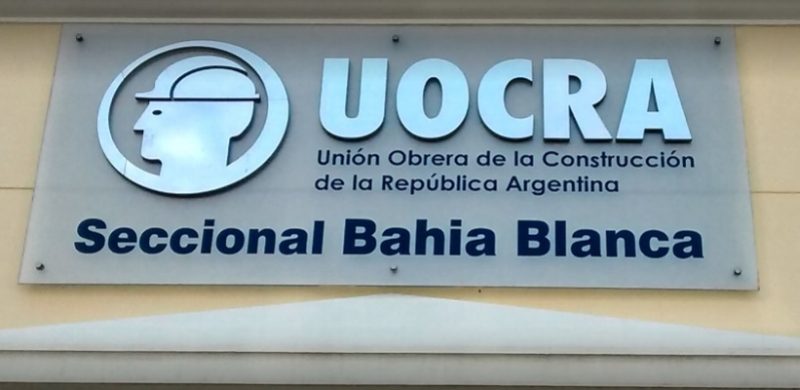 UOCRA
Unión Obrera de la Construcción
de la República Argentina
Seccional Bahia Blanca